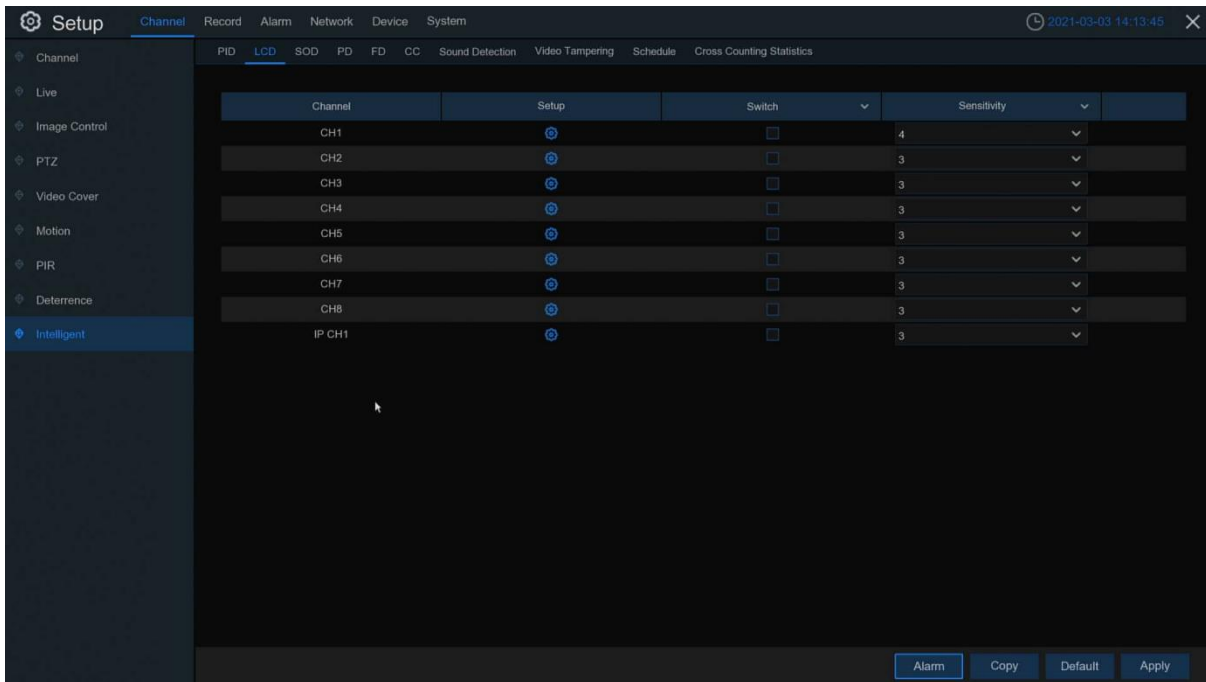 Setup Channel Record Alarm Network Device System 2021-03-03 14:13:45
PID LCD SOD PD FD CC Sound Detection Video Tampering Schedule Cross Counting Statistics
Channel
Live
Image Control
PTZ
Video Cover
Motion
PIR
Deterrence
Intelligent
Channel Setup Switch Sensitivity
CH1 4
CH2 3
CH3 3
CH4 3
CH5 3
CH6 3
CH7 3
CH8 3
IP CH1 3
Alarm Copy Default Apply